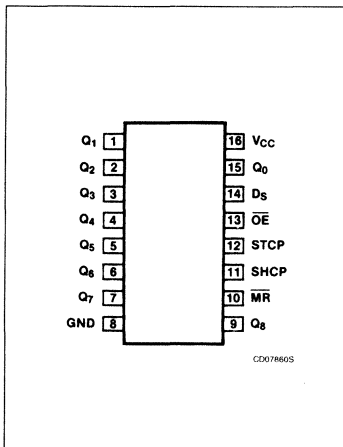 Q1 1 16 VCC
Q2 2 15 Q0
Q3 3 14 DS
Q4 4 13 OE
Q5 5 12 STCP
Q6 6 11 SHCP
Q7 7 10 MR
GND 8 9 Q8
CD07860S